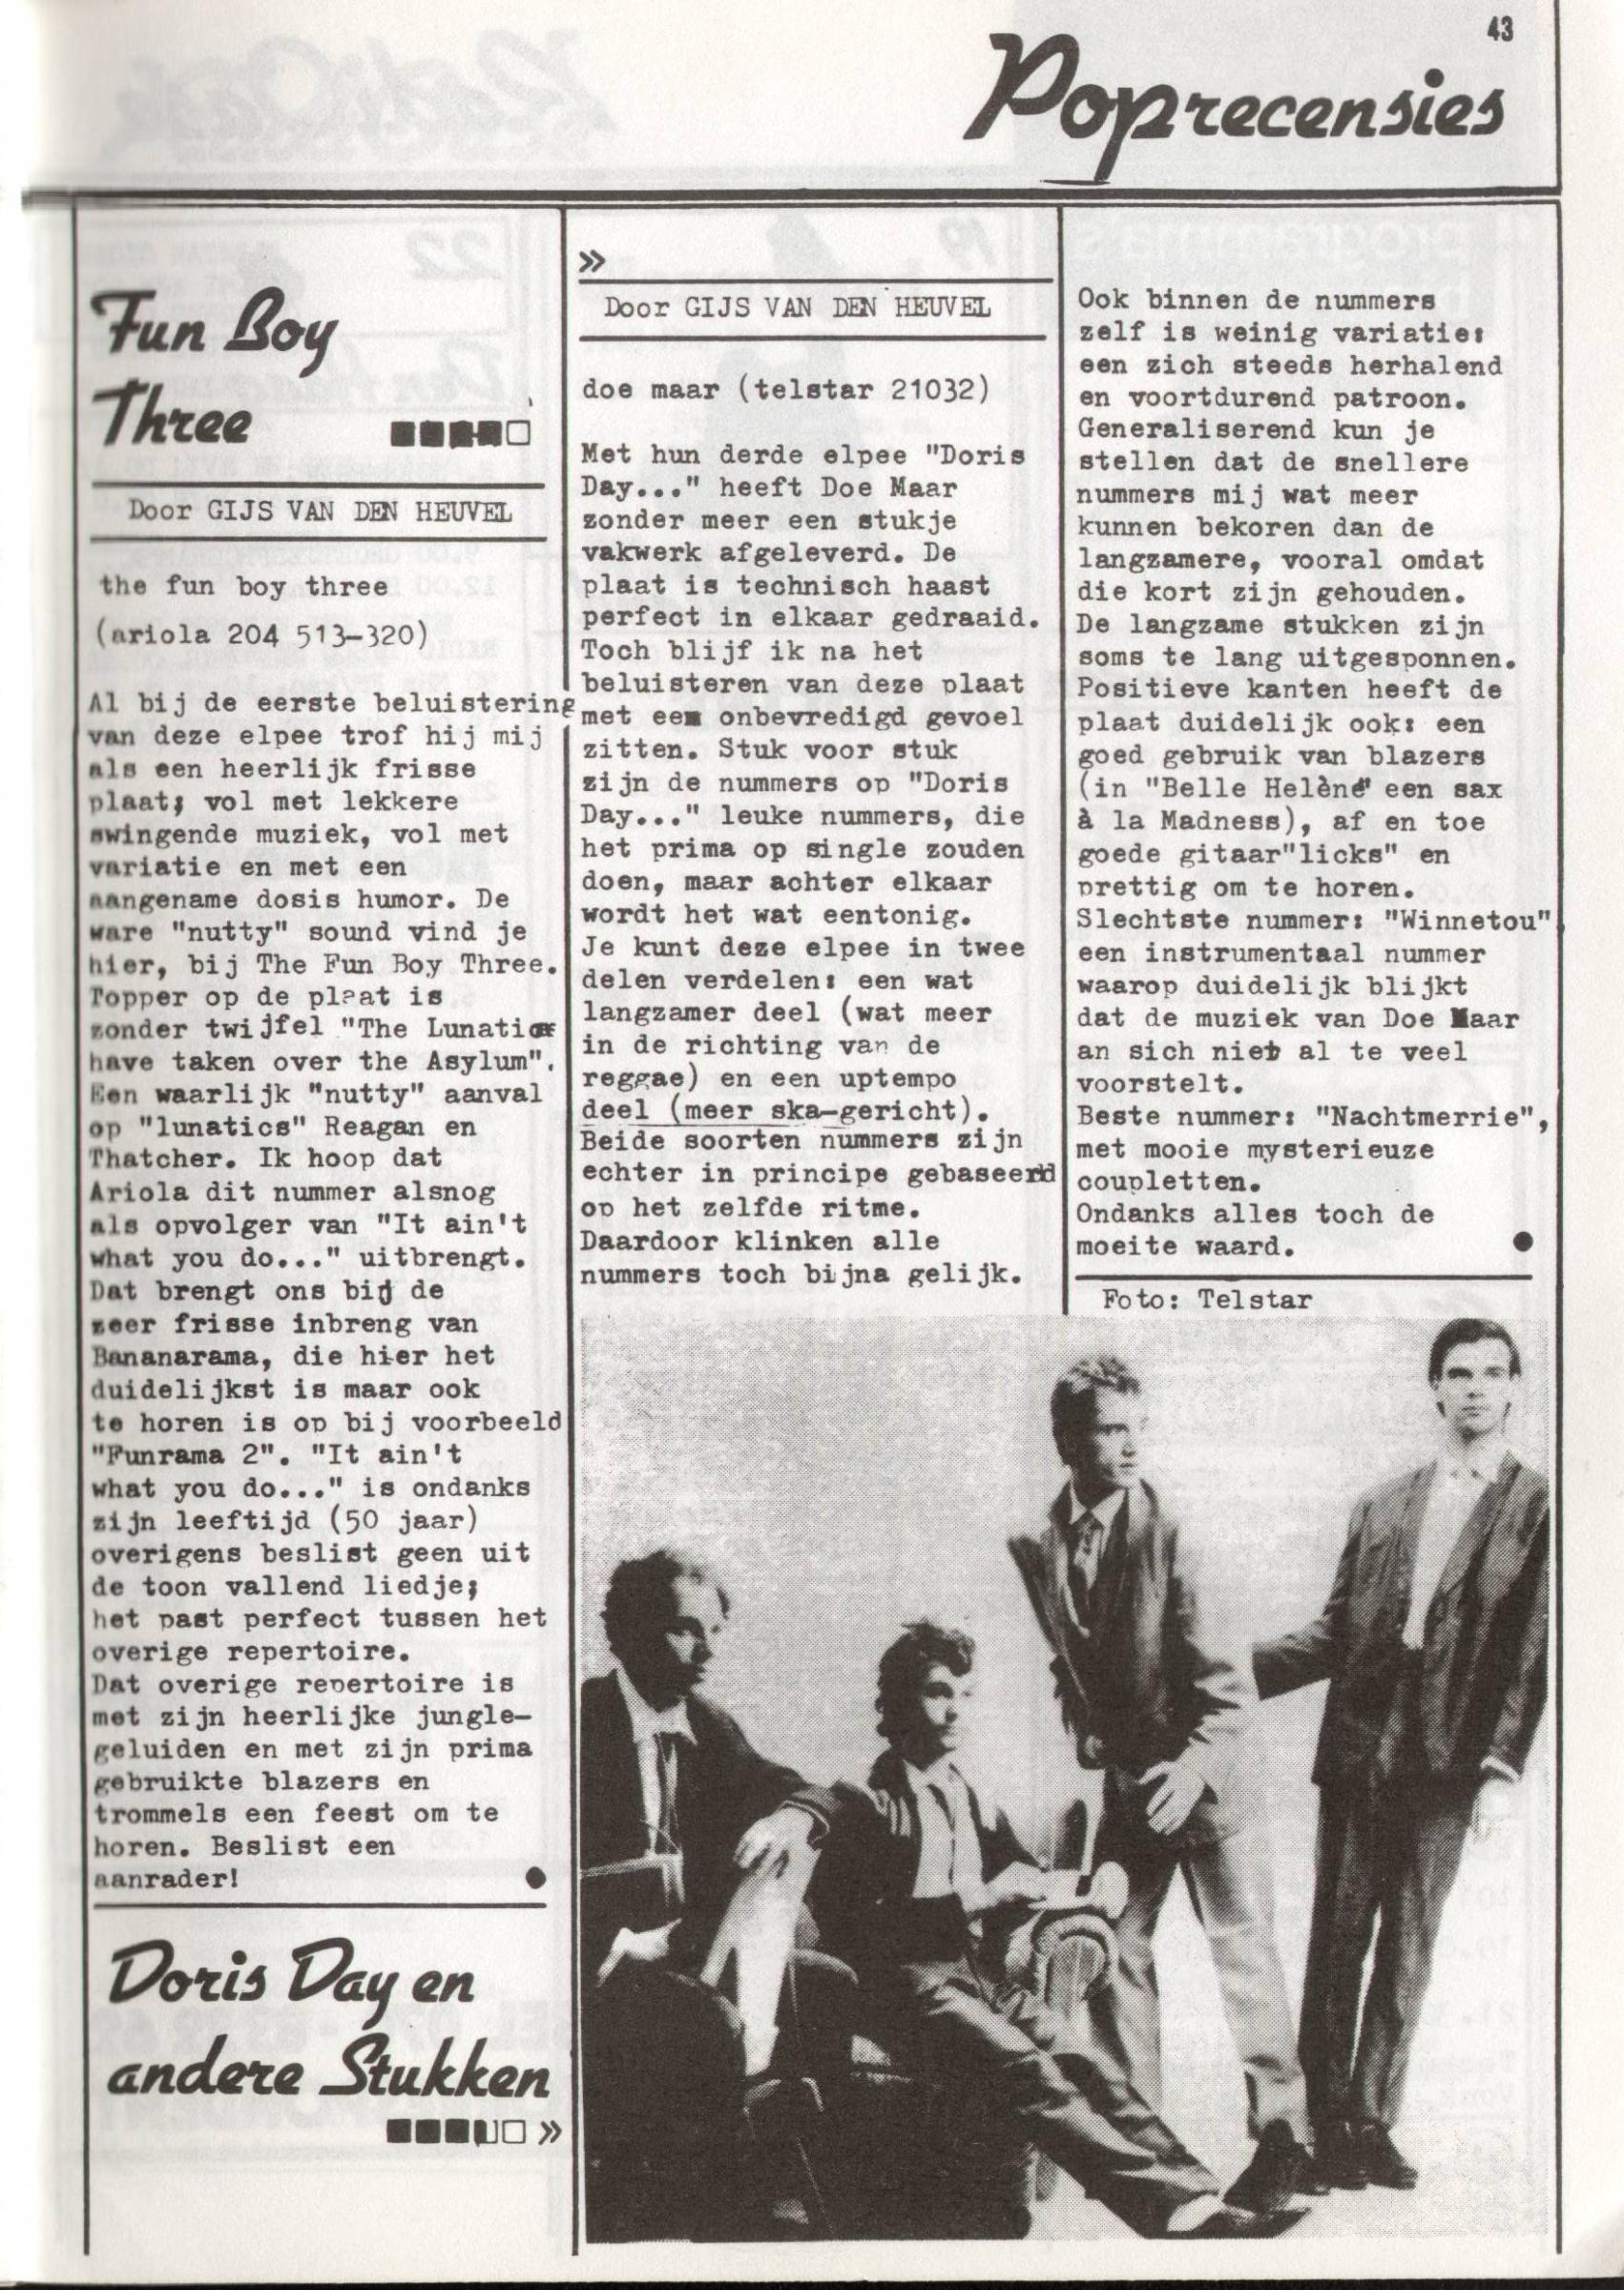 43
Poprecensies
Fun Boy
Three
Door GIJS VAN DEN HEUVEL
the fun boy three
(ariola 204 513-320)
Al bij de eerste beluistering
van deze elpee trof hij mij
als een heerlijk frisse
plaat; vol met lekkere
swingende muziek, vol met
variatie en met een
aangename dosis humor. De
ware "nutty" sound vind je
hier, bij The Fun Boy Three.
Topper op de plaat is
zonder twijfel "The Lunatics
have taken over the Asylum".
Een waarlijk "nutty" aanval
op "lunatics" Reagan en
Thatcher. Ik hoop dat
Ariola dit nummer alsnog
als opvolger van "It ain't
what you do..." uitbrengt.
Dat brengt ons bij de
zeer frisse inbreng van
Bananarama, die hier het
duidelijkst is maar ook
te horen is op bij voorbeeld
"Funrama 2". "It ain't
what you do..." is ondanks
zijn leeftijd (50 jaar)
overigens beslist geen uit
de toon vallend liedje;
het past perfect tussen het
overige repertoire.
Dat overige repertoire is
met zijn heerlijke jungle-
geluiden en met zijn prima
gebruikte blazers en
trommels een feest om te
horen. Beslist een
aanrader!
Doris Day en
andere Stukken
»
»
Door GIJS VAN DEN HEUVEL
doe maar (telstar 21032)
Met hun derde elpee "Doris
Day..." heeft Doe Maar
zonder meer een stukje
vakwerk afgeleverd. De
plaat is technisch haast
perfect in elkaar gedraaid.
Toch blijf ik na het
beluisteren van deze plaat
met een onbevredigd gevoel
zitten. Stuk voor stuk
zijn de nummers op "Doris
Day..." leuke nummers, die
het prima op single zouden
doen, maar achter elkaar
wordt het wat eentonig.
Je kunt deze elpee in twee
delen verdelen: een wat
langzamer deel (wat meer
in de richting van de
reggae) en een uptempo
deel (meer ska-gericht).
Beide soorten nummers zijn
echter in principe gebaseerd
op het zelfde ritme.
Daardoor klinken alle
nummers toch bijna gelijk.
Ook binnen de nummers
zelf is weinig variatie:
een zich steeds herhalend
en voortdurend patroon.
Generaliserend kun je
stellen dat de snellere
nummers mij wat meer
kunnen bekoren dan de
langzamere, vooral omdat
die kort zijn gehouden.
De langzame stukken zijn
soms te lang uitgesponnen.
Positieve kanten heeft de
plaat duidelijk ook: een
goed gebruik van blazers
(in "Belle Helène" een sax
à la Madness), af en toe
goede gitaar"licks" en
prettig om te horen.
Slechtste nummer: "Winnetou"
een instrumentaal nummer
waarop duidelijk blijkt
dat de muziek van Doe Maar
an sich niet al te veel
voorstelt.
Beste nummer: "Nachtmerrie",
met mooie mysterieuze
coupletten.
Ondanks alles toch de
moeite waard.
Foto: Telstar